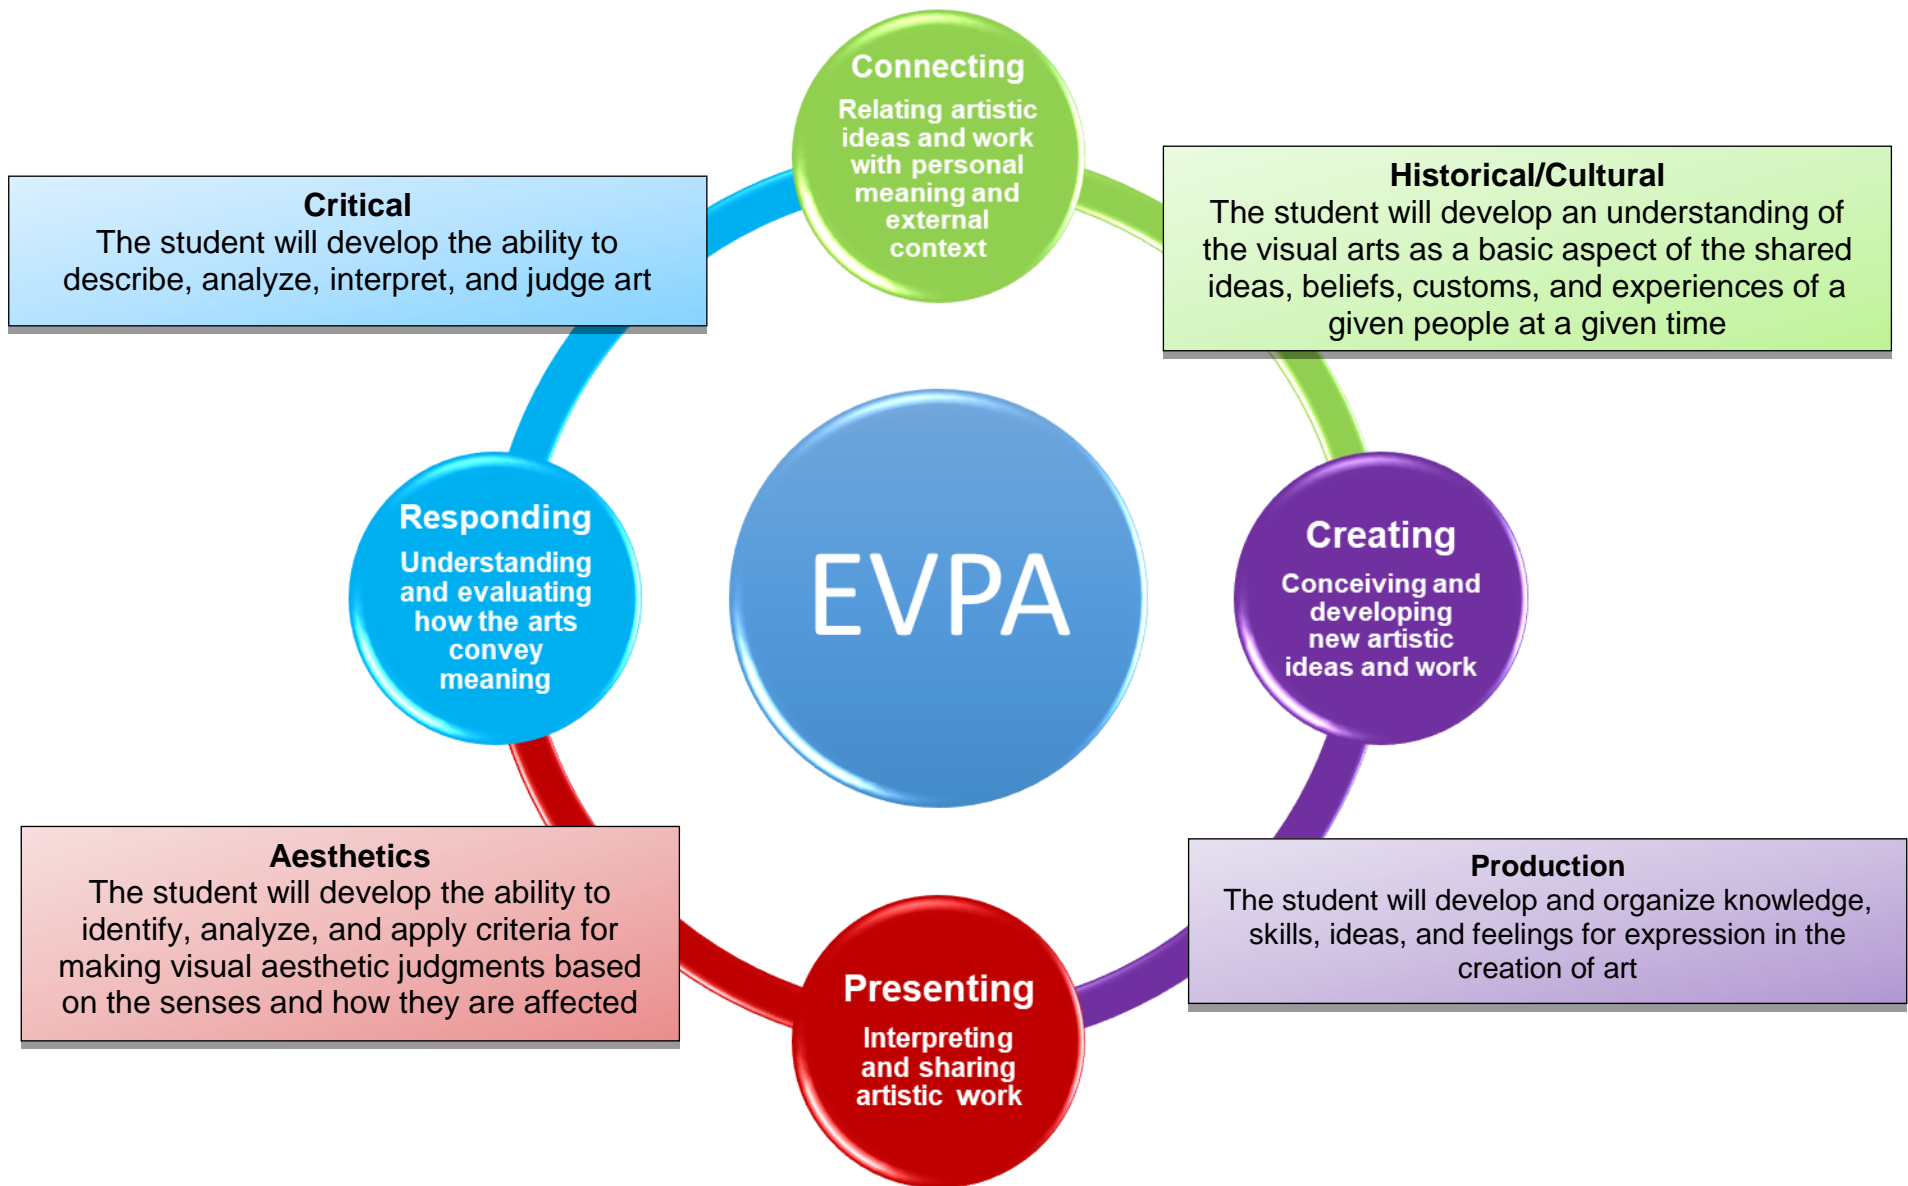 Connecting
Relating artistic
ideas and work
with personal
meaning and
external
context
Critical
The student will develop the ability to
describe, analyze, interpret, and judge art
Historical/Cultural
The student will develop an understanding of
the visual arts as a basic aspect of the shared
ideas, beliefs, customs, and experiences of a
given people at a given time
Responding
Understanding
and evaluating
how the arts
convey
meaning
EVPA
Creating
Conceiving and
developing
new artistic
ideas and work
Aesthetics
The student will develop the ability to
identify, analyze, and apply criteria for
making visual aesthetic judgments based
on the senses and how they are affected
Production
The student will develop and organize knowledge,
skills, ideas, and feelings for expression in the
creation of art
Presenting
Interpreting
and sharing
artistic work